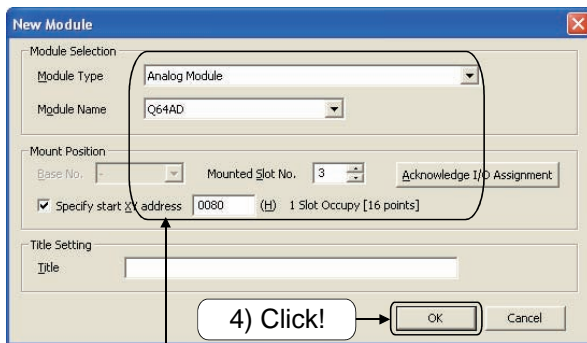 New Module
Module Selection
Module Type Analog Module
Module Name Q64AD
Mount Position
Base No. - Mounted Slot No. 3 Acknowledge I/O Assignment
Specify start XY address 0080 (H) 1 Slot Occupy [16 points]
Title Setting
Title
4) Click! OK Cancel